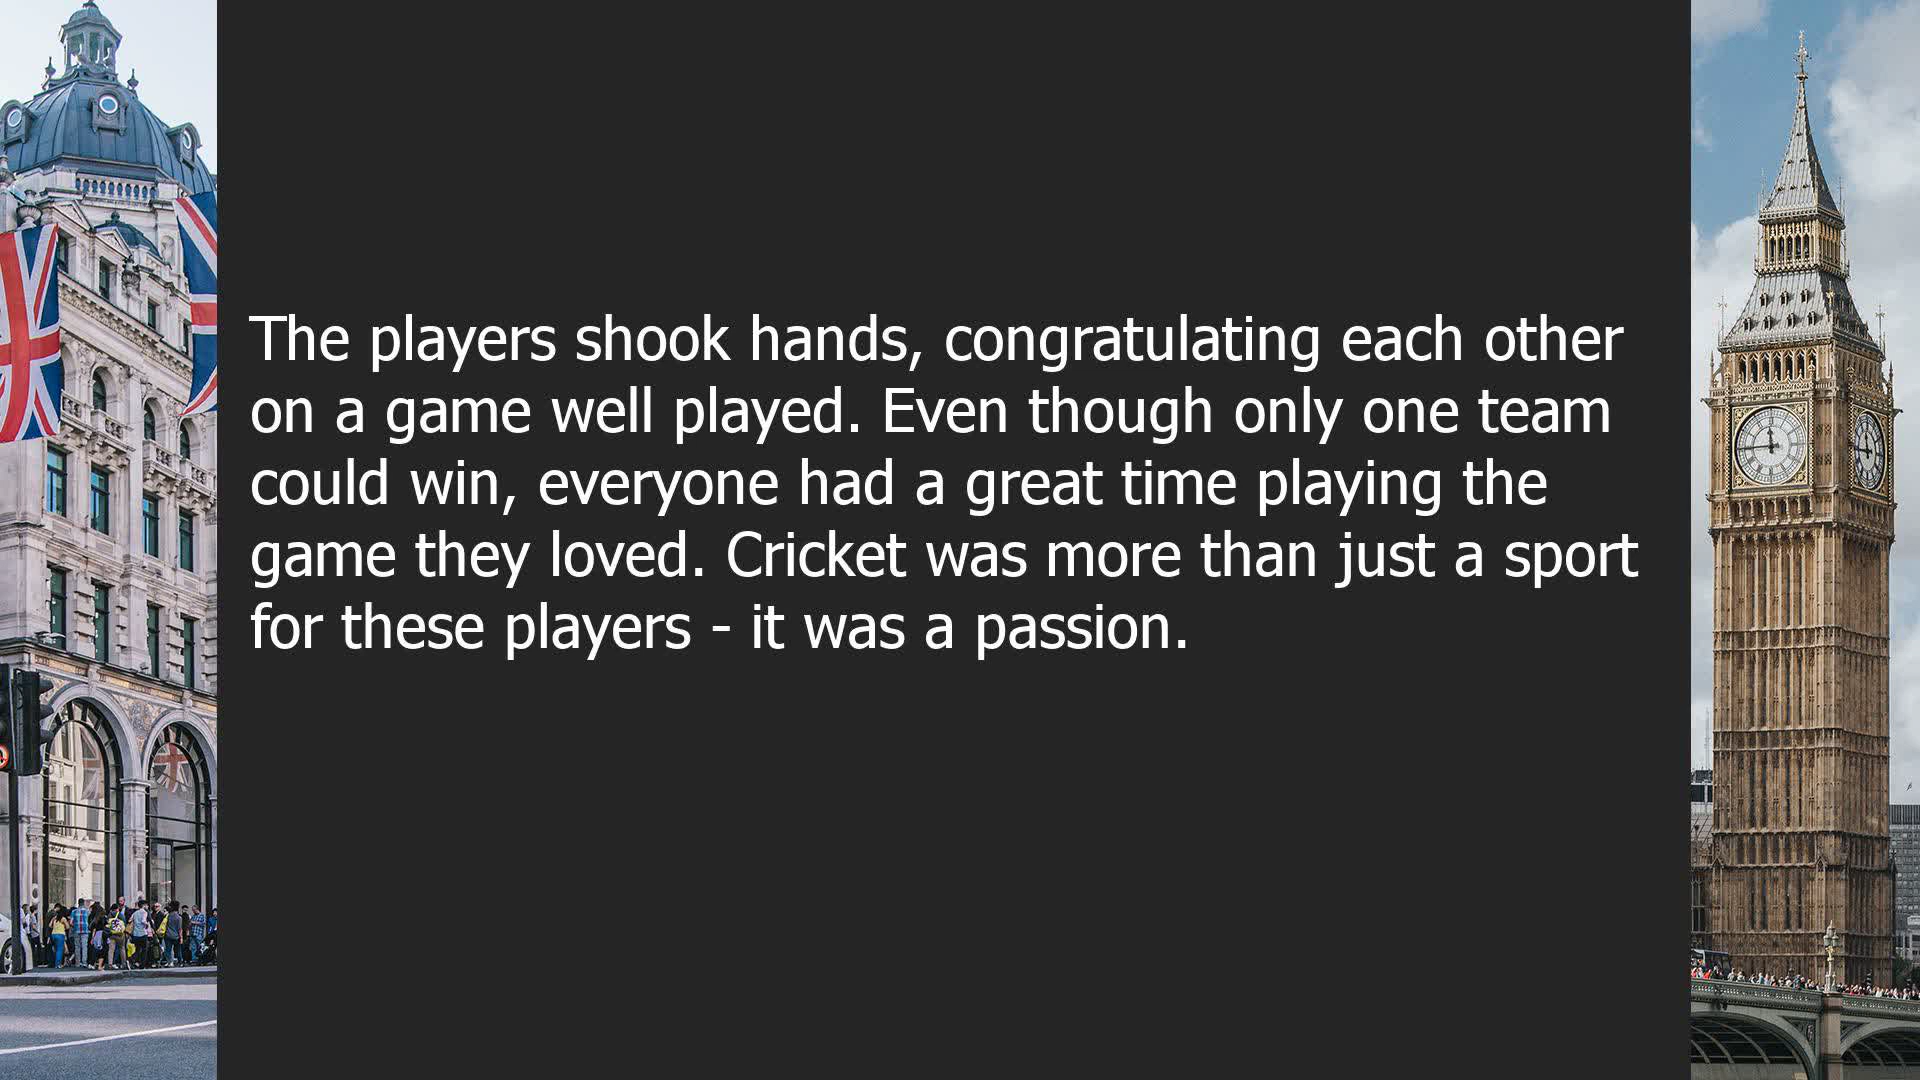 The players shook hands, congratulating each other
on a game well played. Even though only one team
could win, everyone had a great time playing the
game they loved. Cricket was more than just a sport
for these players - it was a passion.